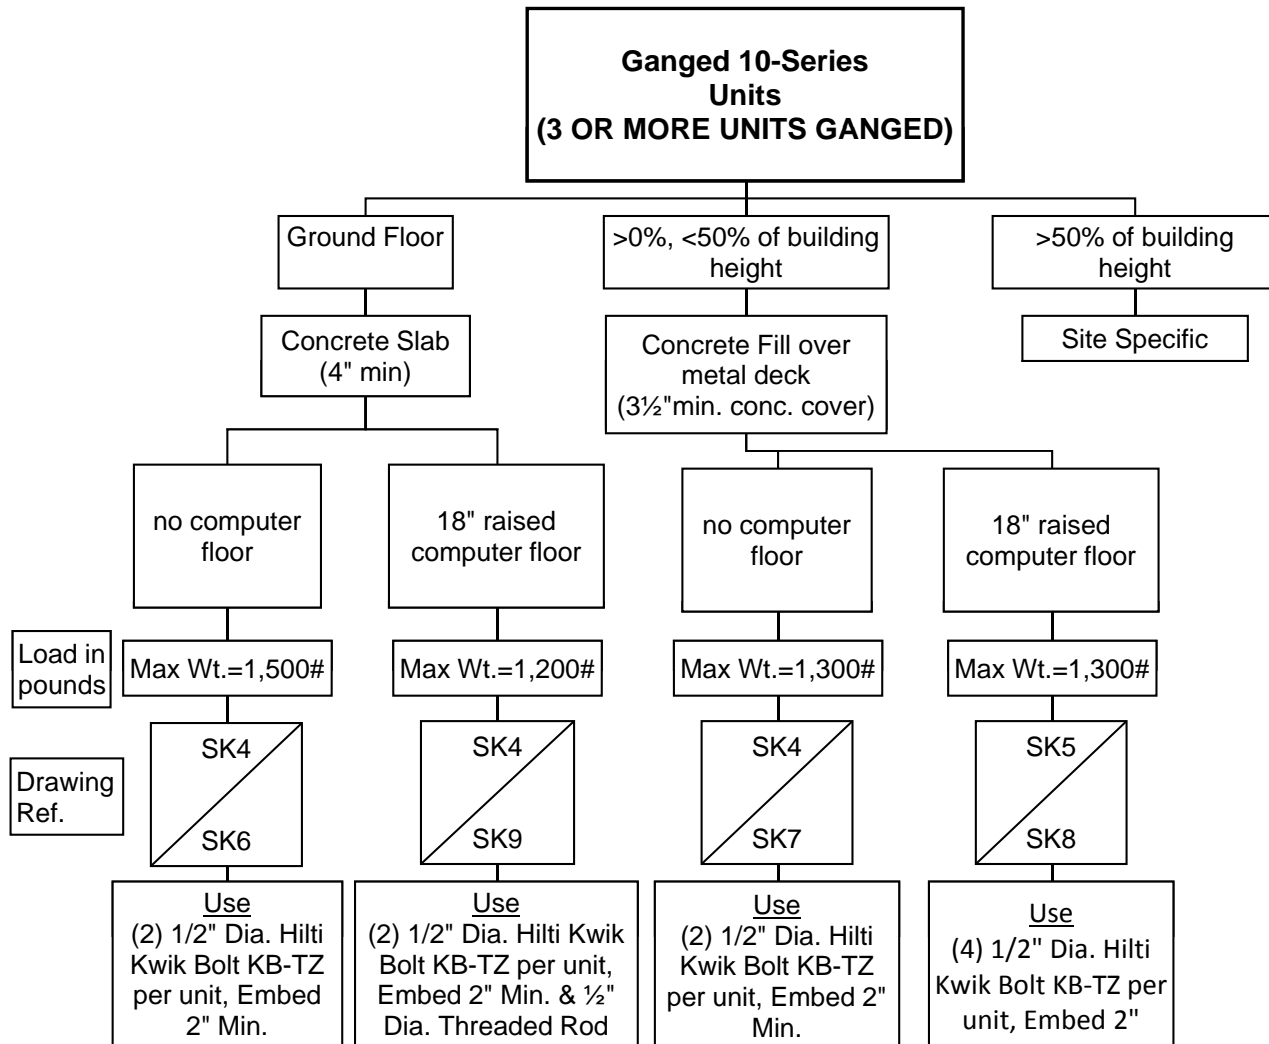 Ganged 10-Series
Units
(3 OR MORE UNITS GANGED)
Ground Floor
>0%, <50% of building
height
>50% of building
height
Concrete Slab
(4" min)
Concrete Fill over
metal deck
(3½"min. conc. cover)
Site Specific
no computer
floor
18" raised
computer floor
no computer
floor
18" raised
computer floor
Load in
pounds
Max Wt.=1,500#
Max Wt.=1,200#
Max Wt.=1,300#
Max Wt.=1,300#
Drawing
Ref.
SK4
SK6
SK4
SK9
SK4
SK7
SK5
SK8
Use
(2) 1/2" Dia. Hilti
Kwik Bolt KB-TZ
per unit, Embed
2" Min.
Use
(2) 1/2" Dia. Hilti Kwik
Bolt KB-TZ per unit,
Embed 2" Min. & ½"
Dia. Threaded Rod
Use
(2) 1/2" Dia. Hilti
Kwik Bolt KB-TZ
per unit, Embed 2"
Min.
Use
(4) 1/2" Dia. Hilti
Kwik Bolt KB-TZ per
unit, Embed 2"